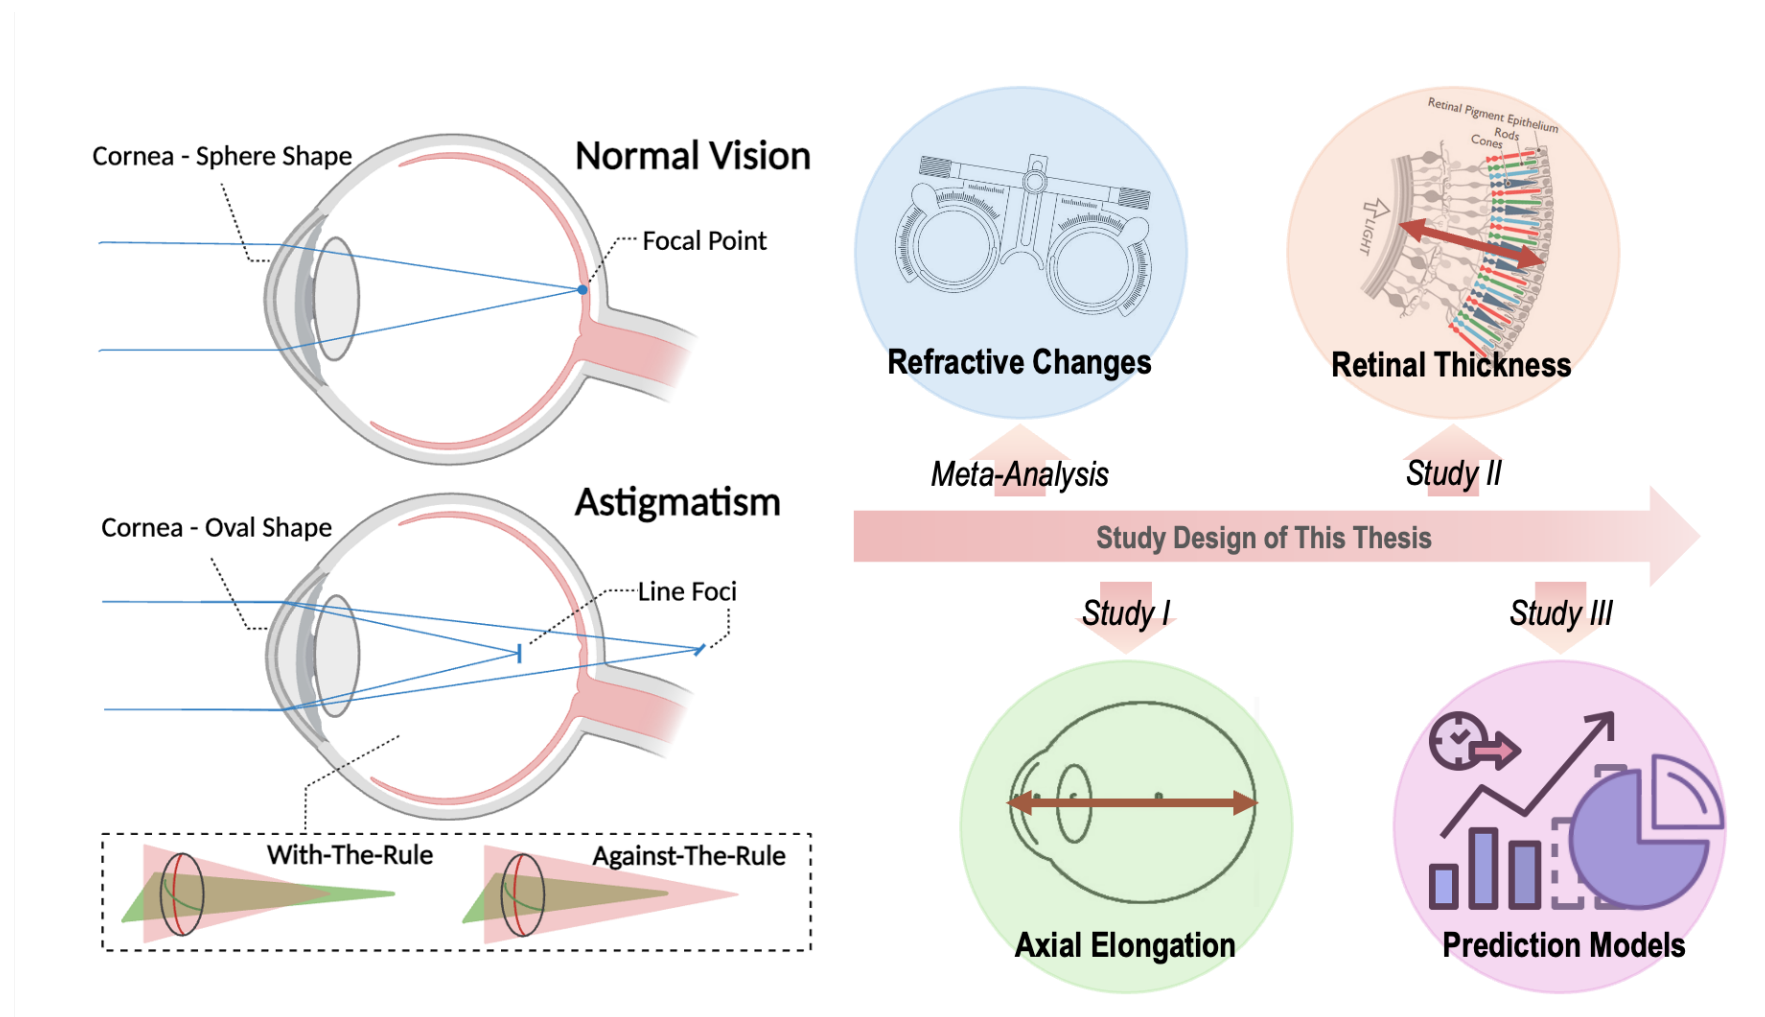 Normal Vision
Cornea - Sphere Shape
Focal Point
Astigmatism
Cornea - Oval Shape
Line Foci
With-The-Rule
Against-The-Rule
Refractive Changes
Retinal Pigment Epithelium
Rods
Cones
LIGHT
Retinal Thickness
Meta-Analysis
Study II
Study Design of This Thesis
Study I
Study III
Axial Elongation
Prediction Models